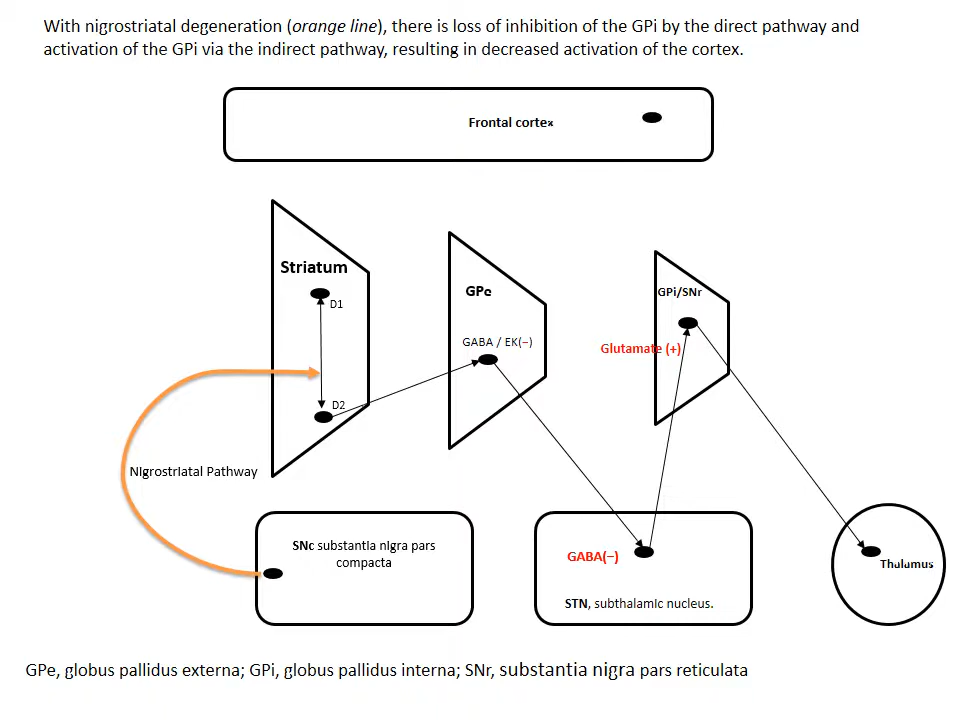 With nigrostriatal degeneration (orange line), there is loss of inhibition of the GPi by the direct pathway and
activation of the GPi via the indirect pathway, resulting in decreased activation of the cortex.
Frontal cortex
Striatum
D1
D2
GPe
GABA / EK(−)
GPi/SNr
Glutamate (+)
Nigrostriatal Pathway
SNc substantia nigra pars
compacta
GABA(−)
STN, subthalamic nucleus.
Thalamus
GPe, globus pallidus externa; GPi, globus pallidus interna; SNr, substantia nigra pars reticulata